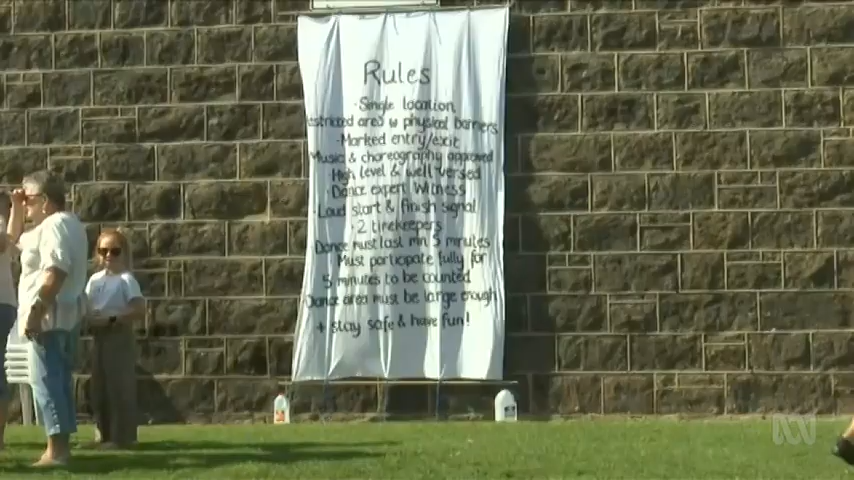 Rules
· Single location
restricted area w physical barriers
· Marked entry/exit
Music & choreography approved
High level & well versed
Dance expert witness
· Loud start & finish signal
· 2 timekeepers
Dance must last min 5 minutes
Must participate fully for
5 minutes to be counted
Dance area must be large enough
+ stay safe & have fun!